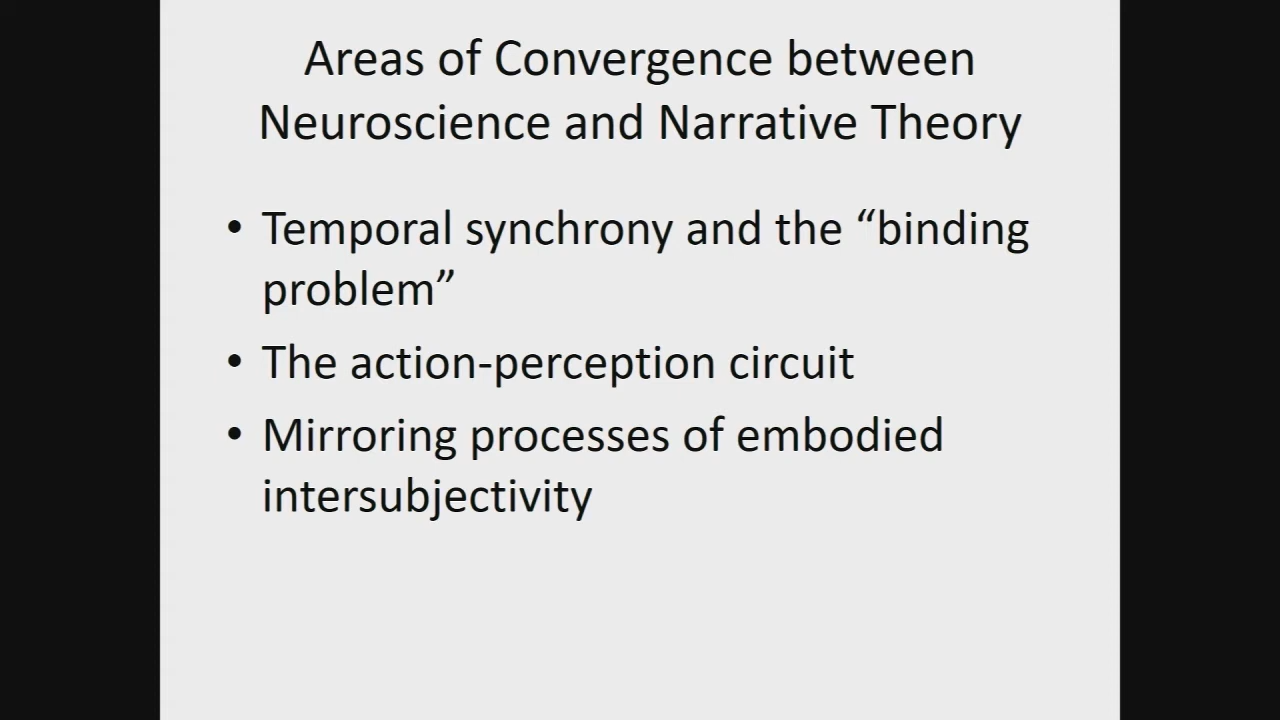 Areas of Convergence between
Neuroscience and Narrative Theory
• Temporal synchrony and the “binding
problem”
• The action-perception circuit
• Mirroring processes of embodied
intersubjectivity